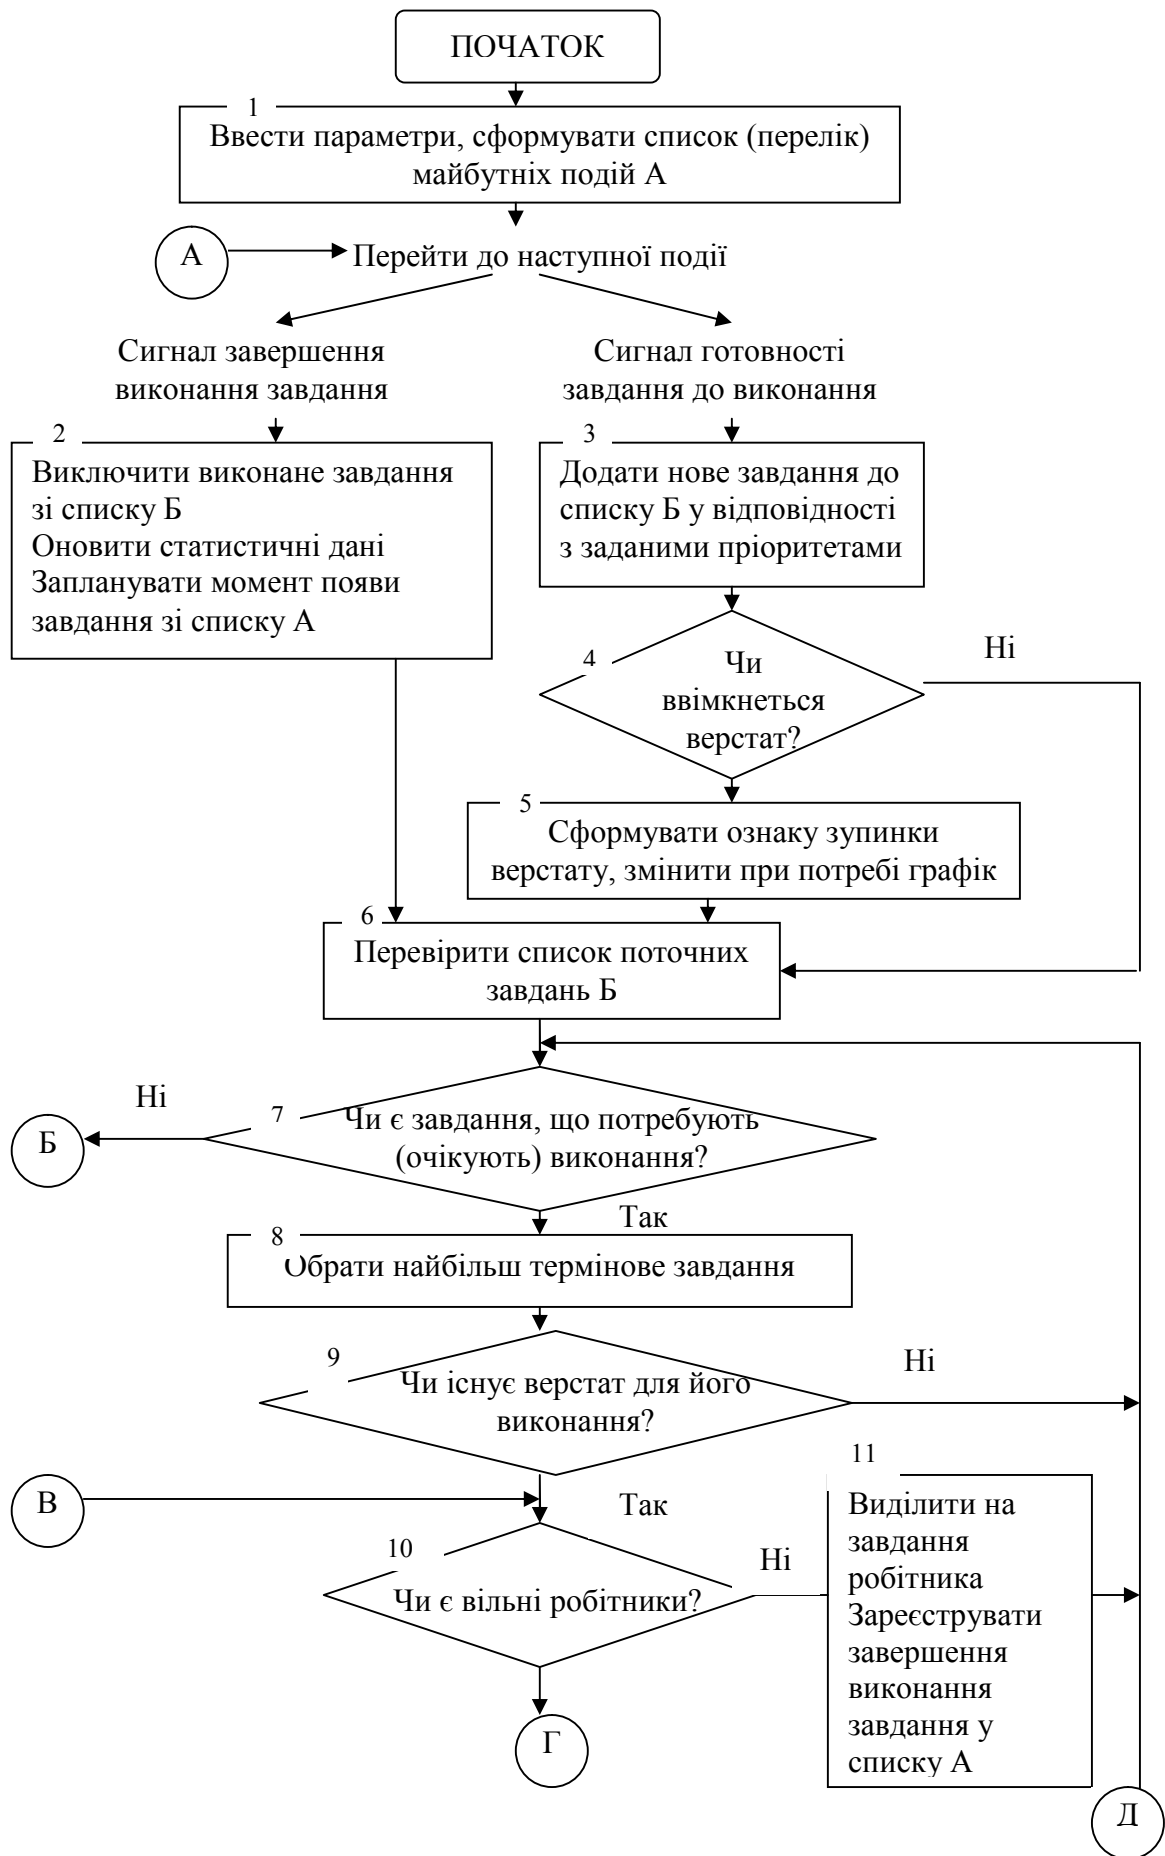 ПОЧАТОК
1
Ввести параметри, сформувати список (перелік)
майбутніх подій А
А
Перейти до наступної події
Сигнал завершення
виконання завдання
Сигнал готовності
завдання до виконання
2
Виключити виконане завдання
зі списку Б
Оновити статистичні дані
Запланувати момент появи
завдання зі списку А
3
Додати нове завдання до
списку Б у відповідності
з заданими пріоритетами
4
Чи
ввімкнеться
верстат?
Ні
5
Сформувати ознаку зупинки
верстату, змінити при потребі графік
6
Перевірити список поточних
завдань Б
Ні
Б
7
Чи є завдання, що потребують
(очікують) виконання?
Так
8
Обрати найбільш термінове завдання
9
Чи існує верстат для його
виконання?
Ні
В
Так
10
Чи є вільні робітники?
Ні
11
Виділити на
завдання
робітника
Зареєструвати
завершення
виконання
завдання у
списку А
Г
Д